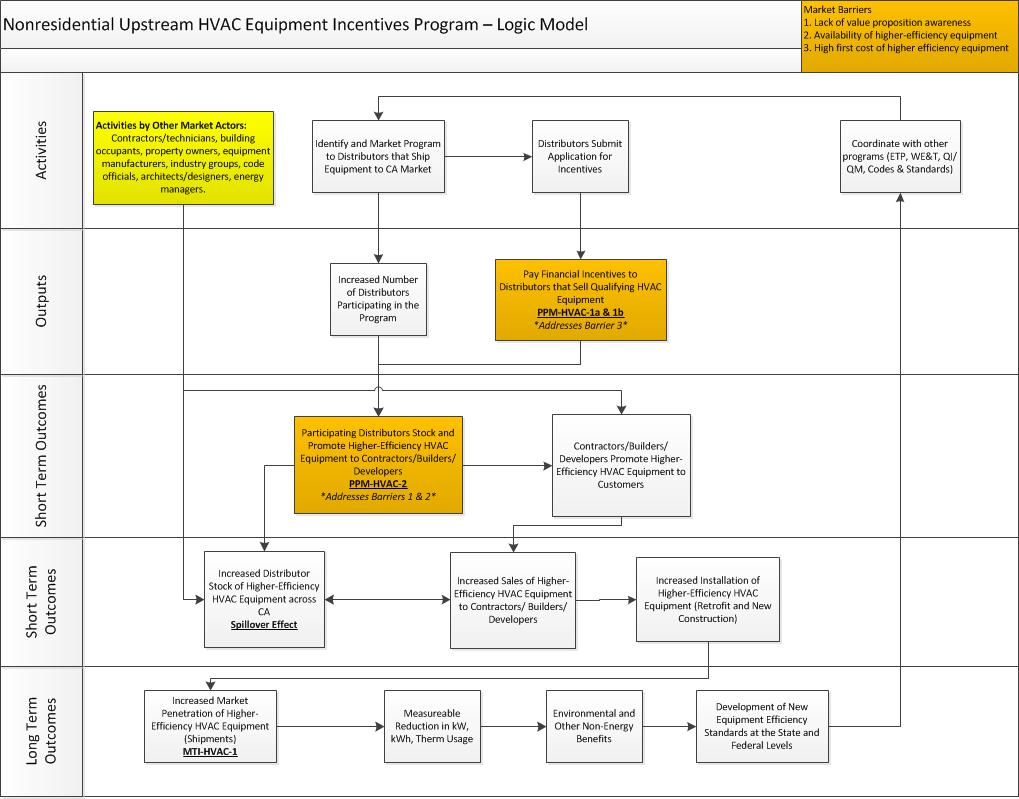 Nonresidential Upstream HVAC Equipment Incentives Program – Logic Model
Market Barriers
1. Lack of value proposition awareness
2. Availability of higher-efficiency equipment
3. High first cost of higher efficiency equipment
Activities
Activities by Other Market Actors:
Contractors/technicians, building
occupants, property owners, equipment
manufacturers, industry groups, code
officials, architects/designers, energy
managers.
Identify and Market Program
to Distributors that Ship
Equipment to CA Market
Distributors Submit
Application for
Incentives
Coordinate with other
programs (ETP, WE&T, QI/
QM, Codes & Standards)
Outputs
Increased Number
of Distributors
Participating in the
Program
Pay Financial Incentives to
Distributors that Sell Qualifying HVAC
Equipment
PPM-HVAC-1a & 1b
*Addresses Barrier 3*
Short Term Outcomes
Participating Distributors Stock and
Promote Higher-Efficiency HVAC
Equipment to Contractors/Builders/
Developers
PPM-HVAC-2
*Addresses Barriers 1 & 2*
Contractors/Builders/
Developers Promote Higher-
Efficiency HVAC Equipment to
Customers
Short Term
Outcomes
Increased Distributor
Stock of Higher-Efficiency
HVAC Equipment across
CA
Spillover Effect
Increased Sales of Higher-
Efficiency HVAC Equipment
to Contractors/ Builders/
Developers
Increased Installation of
Higher-Efficiency HVAC
Equipment (Retrofit and New
Construction)
Long Term
Outcomes
Increased Market
Penetration of Higher-
Efficiency HVAC Equipment
(Shipments)
MTI-HVAC-1
Measureable
Reduction in kW,
kWh, Therm Usage
Environmental and
Other Non-Energy
Benefits
Development of New
Equipment Efficiency
Standards at the State and
Federal Levels